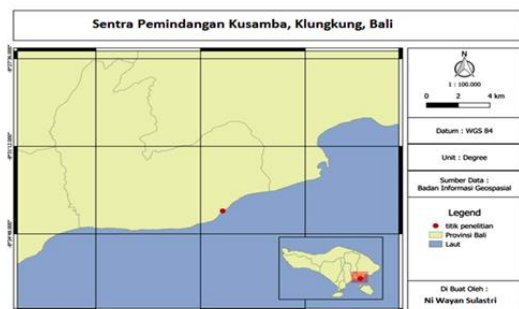 Sentra Pemindangan Kusamba, Klungkung, Bali
N
1 : 100.000
0 2 4 km
Datum : WGS 84
Unit : Degree
Sumber Data :
Badan Informasi Geospasial
Legend
titik penelitian
Provinsi Bali
Laut
Di Buat Oleh :
Ni Wayan Sulastri